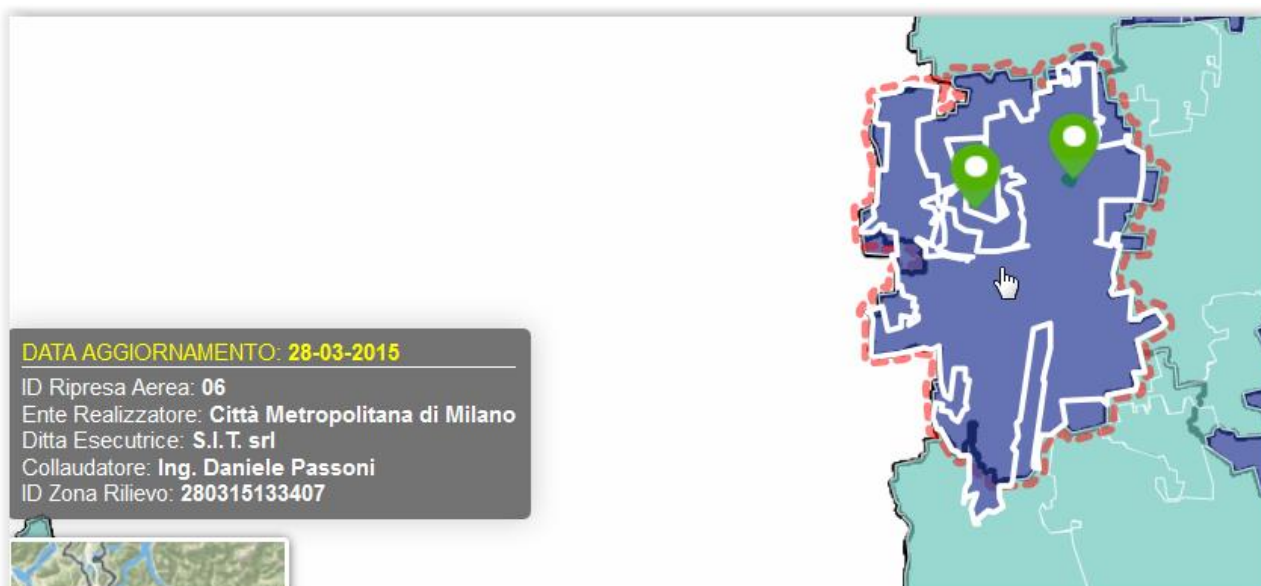 DATA AGGIORNAMENTO: 28-03-2015
ID Ripresa Aerea: 06
Ente Realizzatore: Città Metropolitana di Milano
Ditta Esecutrice: S.I.T. srl
Collaudatore: Ing. Daniele Passoni
ID Zona Rilievo: 280315133407